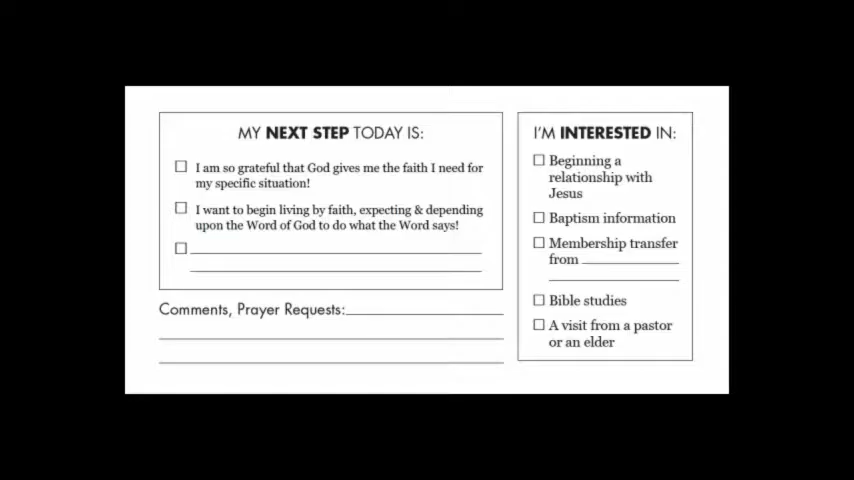 MY NEXT STEP TODAY IS:
I am so grateful that God gives me the faith I need for
my specific situation!
I want to begin living by faith, expecting & depending
upon the Word of God to do what the Word says!
Comments, Prayer Requests:
I'M INTERESTED IN:
Beginning a
relationship with
Jesus
Baptism information
Membership transfer
from
Bible studies
A visit from a pastor
or an elder